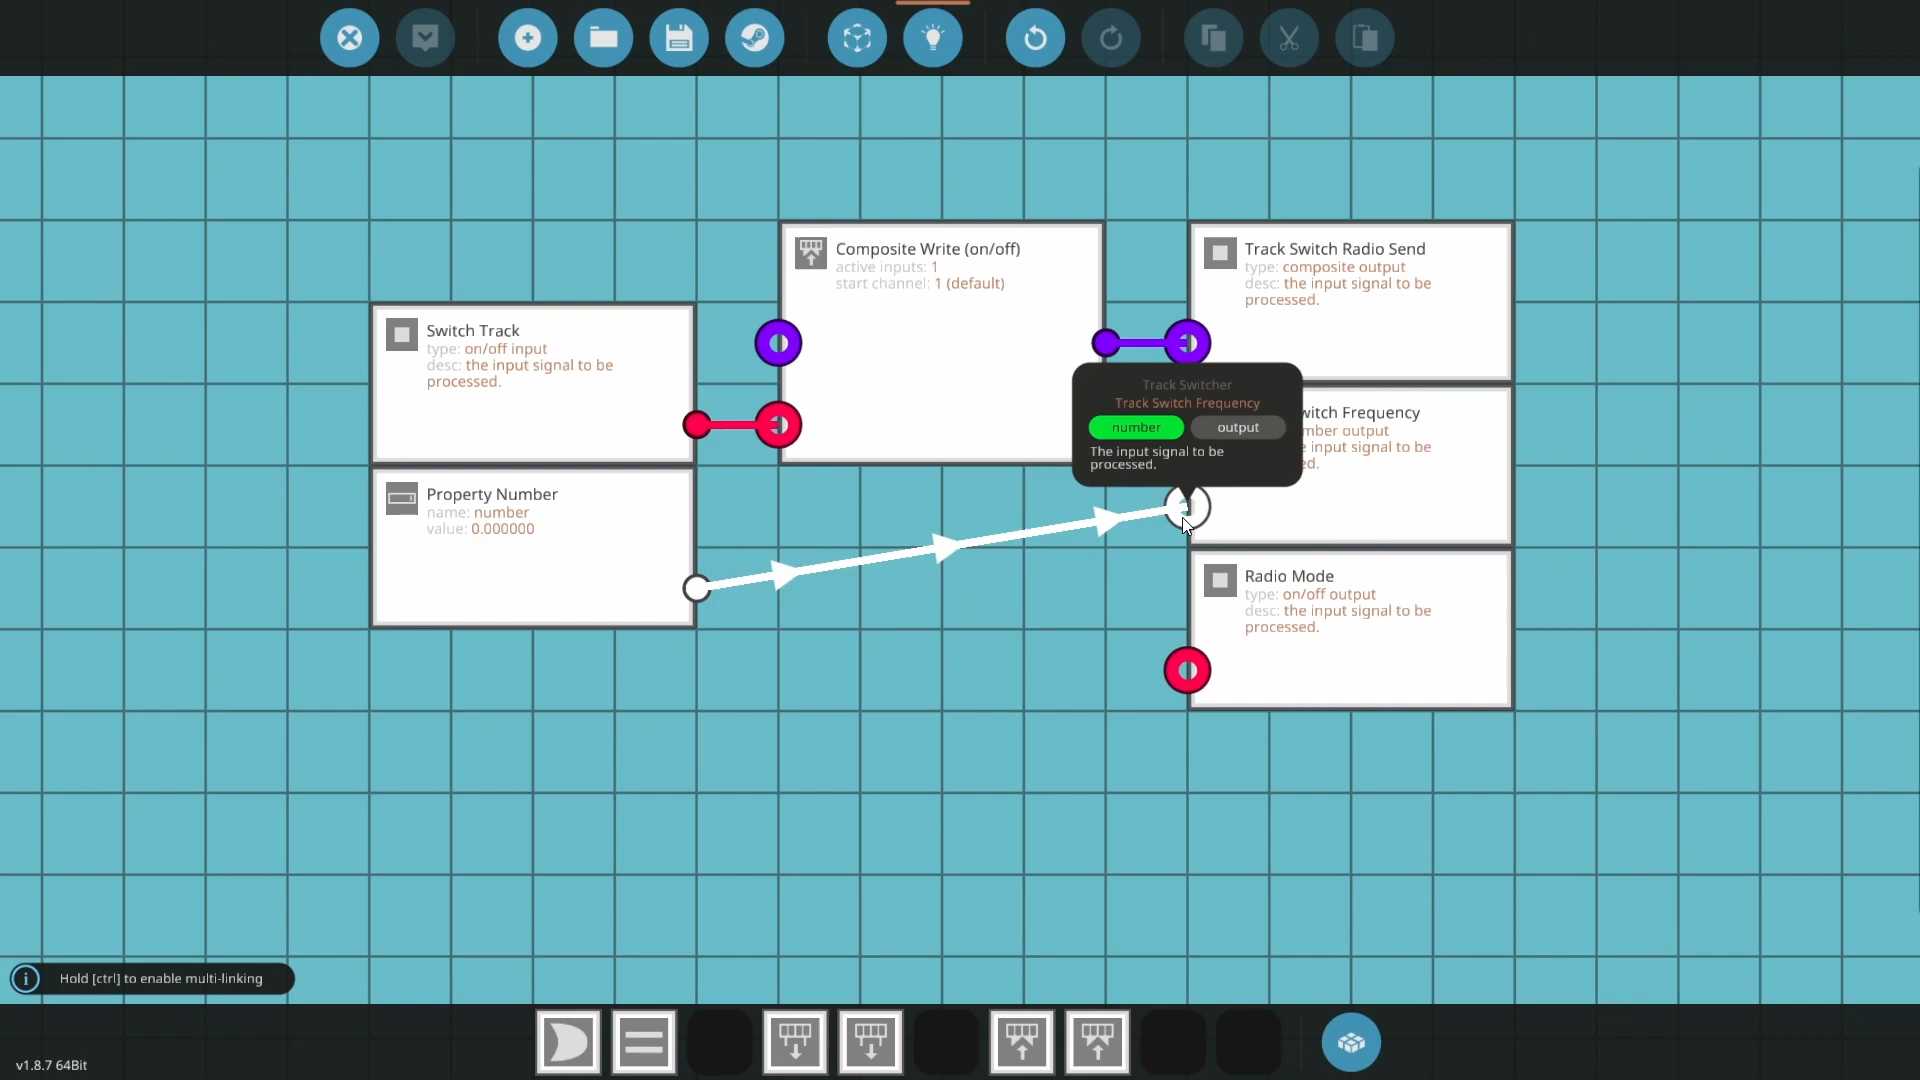 Composite Write (on/off)
active inputs: 1
start channel: 1 (default)
Track Switch Radio Send
type: composite output
desc: the input signal to be
processed.
Switch Track
type: on/off input
desc: the input signal to be
processed.
Track Switcher
Track Switch Frequency
number
output
The input signal to be
processed.
witch Frequency
mber output
input signal to be
ed.
Property Number
name: number
value: 0.000000
Radio Mode
type: on/off output
desc: the input signal to be
processed.
Hold [ctrl] to enable multi-linking
v1.8.7 64Bit